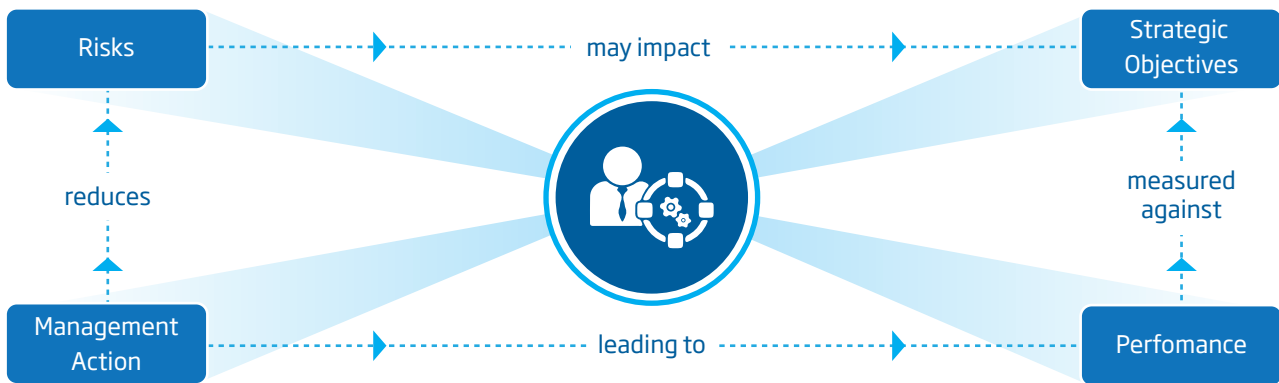 Risks
may impact
Strategic
Objectives
reduces
measured
against
Management
Action
leading to
Perfomance